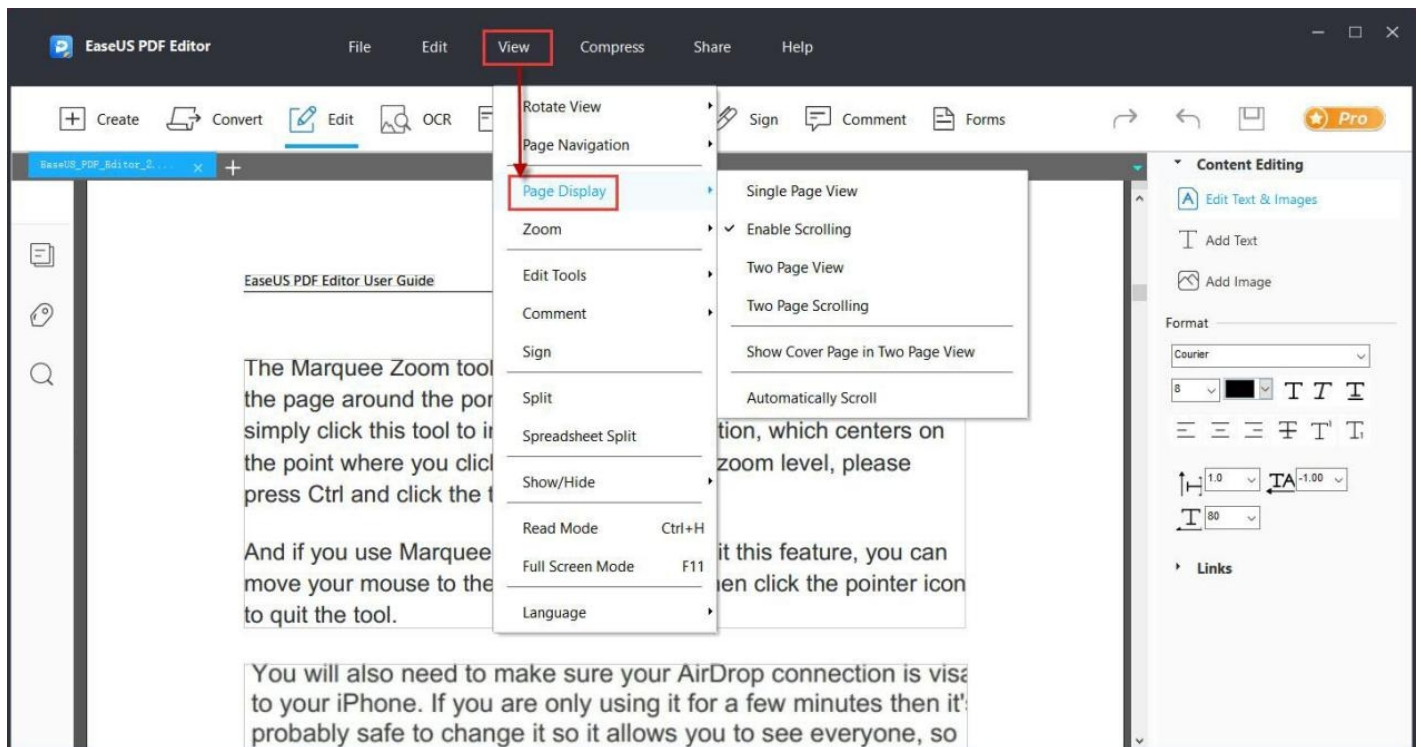 EaseUS PDF Editor File Edit View Compress Share Help
Create Convert Edit OCR Sign Comment Forms Pro
EaseUS_PDF_Editor_2....
Rotate View
Page Navigation
Page Display
Zoom
Edit Tools
Comment
Sign
Split
Spreadsheet Split
Show/Hide
Read Mode Ctrl+H
Full Screen Mode F11
Language
Single Page View
Enable Scrolling
Two Page View
Two Page Scrolling
Show Cover Page in Two Page View
Automatically Scroll
EaseUS PDF Editor User Guide
The Marquee Zoom tool
the page around the
simply click this tool to which centers on
the point where you zoom level, please
press Ctrl and click the
And if you use Marquee this feature, you can
move your mouse to the click the pointer icon
to quit the tool.
You will also need to make sure your AirDrop connection is
to your iPhone. If you are only using it for a few minutes then it's
probably safe to change it so it allows you to see everyone, so
Content Editing
Edit Text & Images
Add Text
Add Image
Format
Courier
8
1.0 -1.00
80
Links